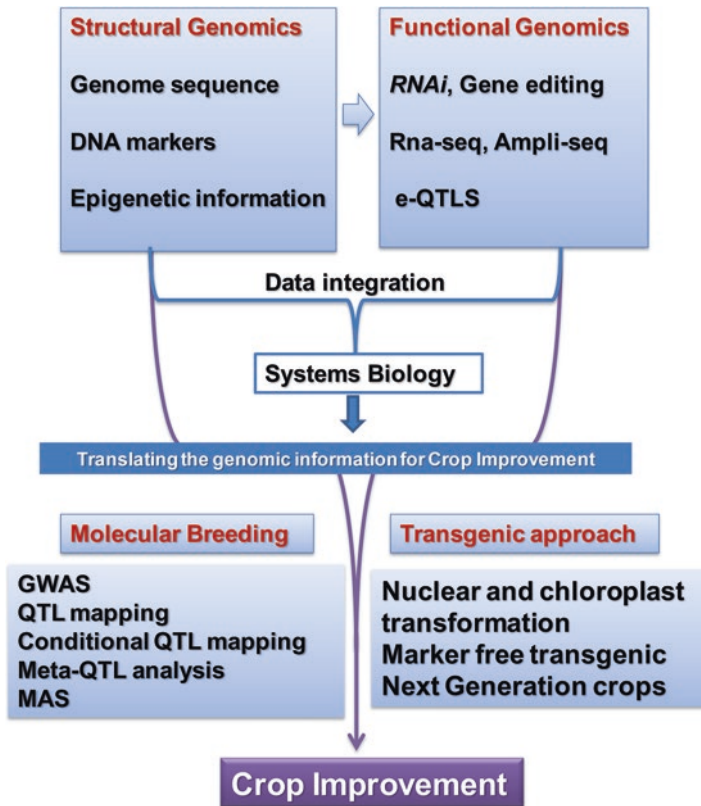 Structural Genomics
Genome sequence
DNA markers
Epigenetic information
Functional Genomics
RNAi, Gene editing
Rna-seq, Ampli-seq
e-QTLS
Data integration
Systems Biology
Translating the genomic information for Crop Improvement
Molecular Breeding
GWAS
QTL mapping
Conditional QTL mapping
Meta-QTL analysis
MAS
Transgenic approach
Nuclear and chloroplast
transformation
Marker free transgenic
Next Generation crops
Crop Improvement